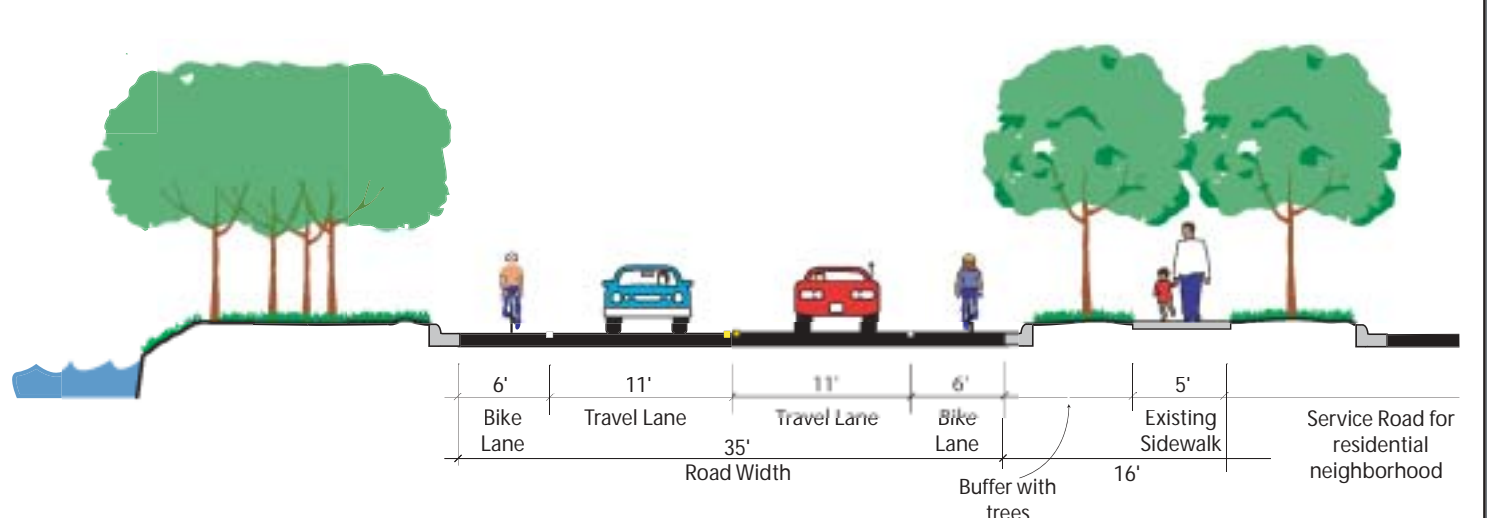 6'
11'
11'
6'
5'
Bike
Lane
Travel Lane
Travel Lane
Bike
Lane
Existing
Sidewalk
Service Road for
residential
neighborhood
35'
Road Width
16'
Buffer with
trees